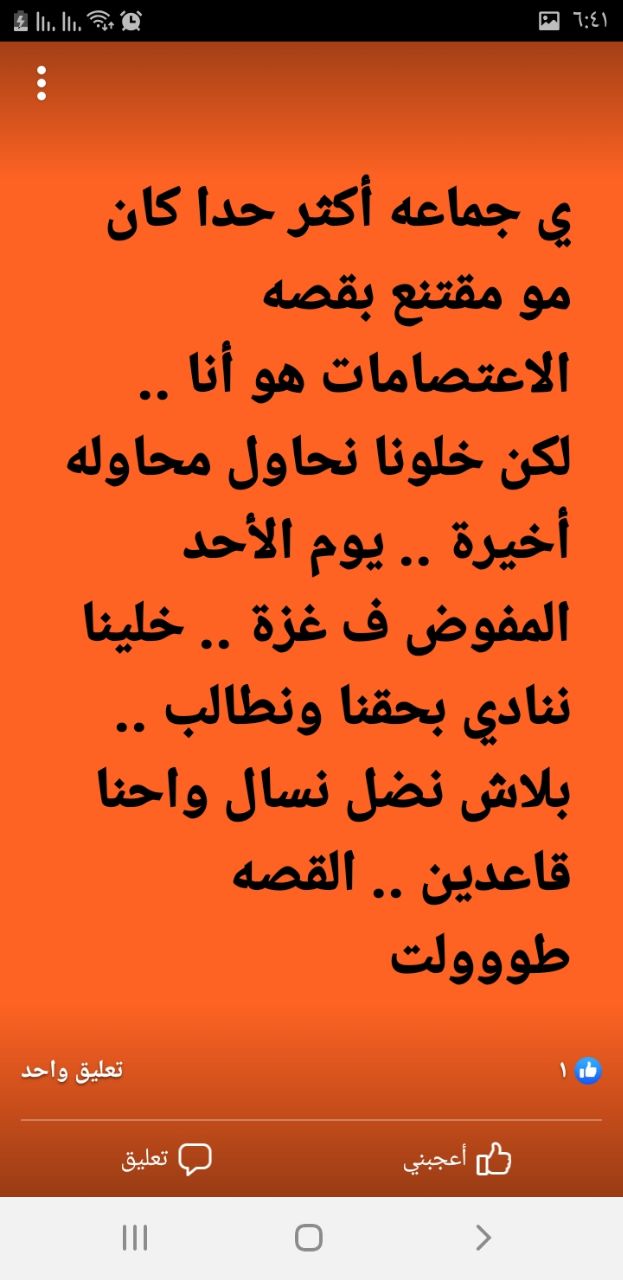 ٦:٤١
ي جماعه أكثر حدا كان
مو مقتنع بقصه
الاعتصامات هو أنا ..
لكن خلونا نحاول محاوله
أخيرة .. يوم الأحد
المفوض ف غزة .. خلينا
ننادي بحقنا ونطالب ..
بلاش نضل نسال واحنا
قاعدين .. القصه
طوووولت
١ تعليق واحد
أعجبني تعليق